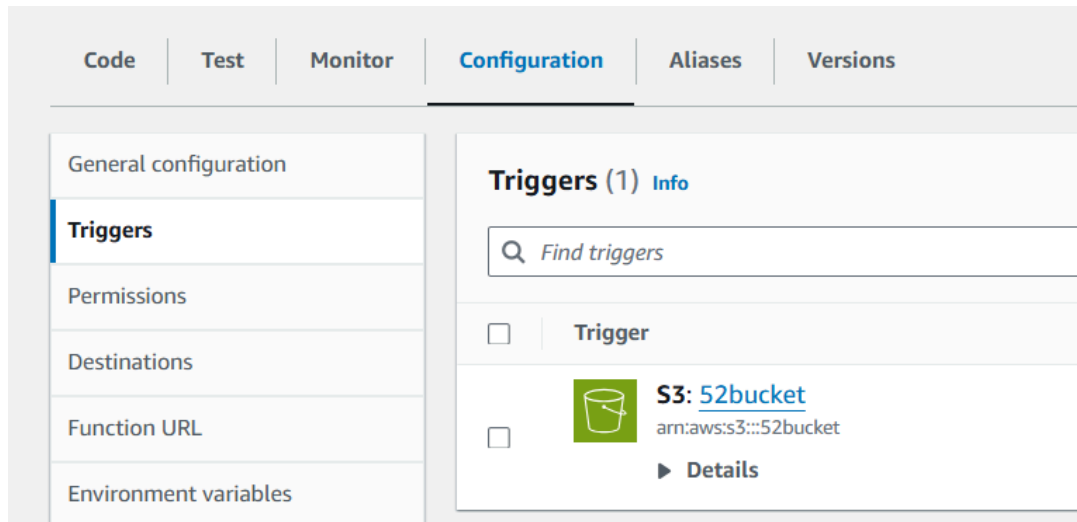 Code Test Monitor Configuration Aliases Versions
General configuration
Triggers
Permissions
Destinations
Function URL
Environment variables
Triggers (1) Info
Find triggers
Trigger
S3: 52bucket
arn:aws:s3:::52bucket
Details